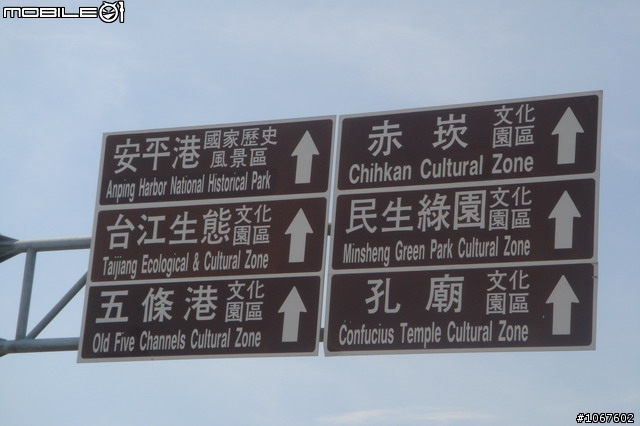 MOBILE01
安平港 國家歷史風景區
Anping Harbor National Historical Park
台江生態 文化園區
Taijiang Ecological & Cultural Zone
五條港 文化園區
Old Five Channels Cultural Zone
赤崁 文化園區
Chihkan Cultural Zone
民生綠園 文化園區
Minsheng Green Park Cultural Zone
孔廟 文化園區
Confucius Temple Cultural Zone
#1067602